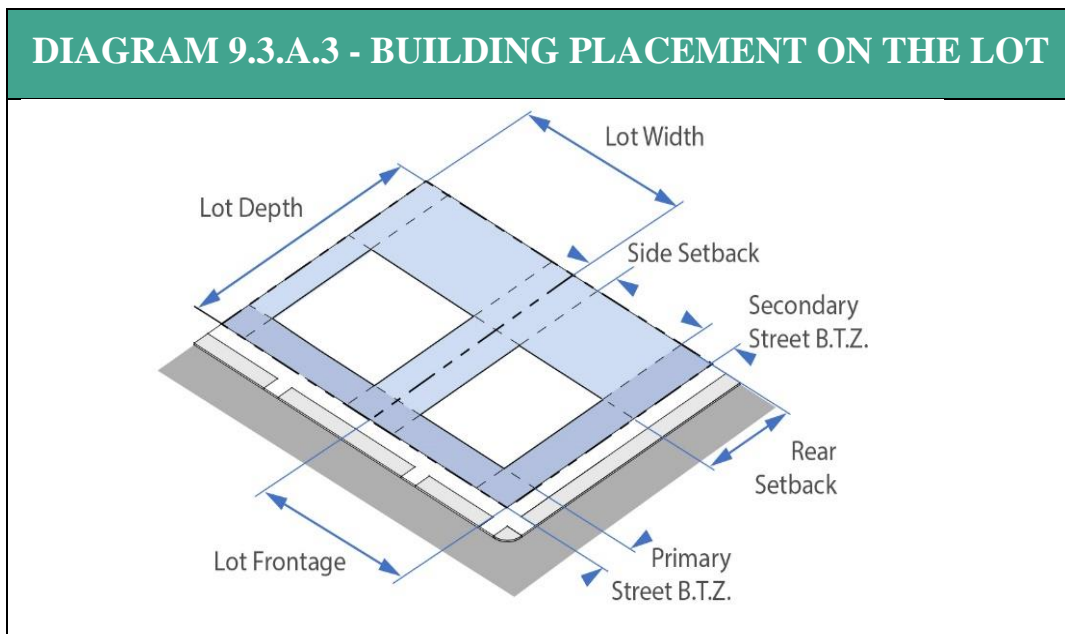 DIAGRAM 9.3.A.3 - BUILDING PLACEMENT ON THE LOT
Lot Width
Lot Depth
Side Setback
Secondary
Street B.T.Z.
Rear
Setback
Primary
Street B.T.Z.
Lot Frontage